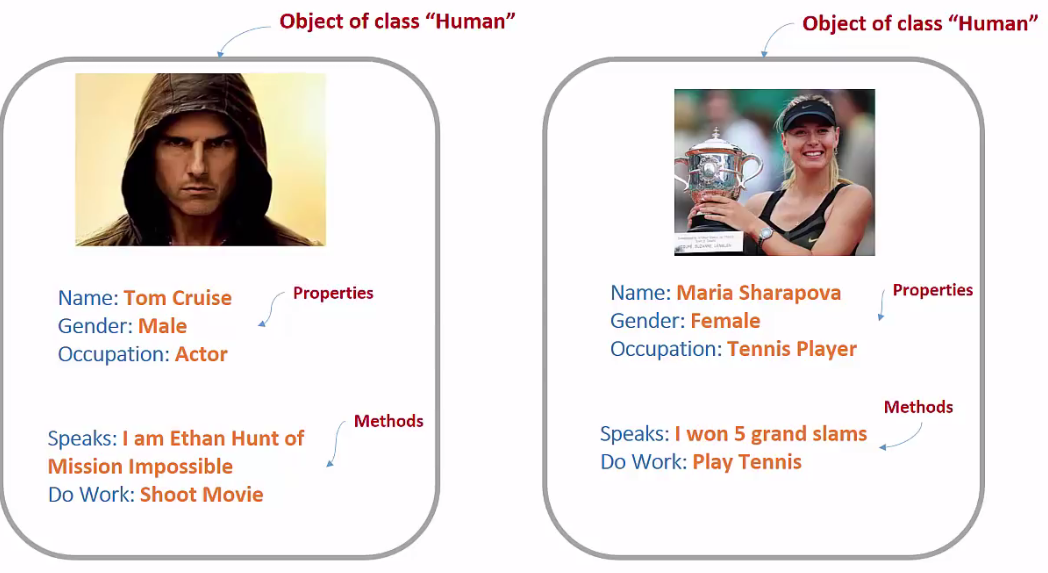 Object of class “Human”
Name: Tom Cruise
Properties
Gender: Male
Occupation: Actor
Methods
Speaks: I am Ethan Hunt of
Mission Impossible
Do Work: Shoot Movie
Object of class “Human”
Name: Maria Sharapova
Properties
Gender: Female
Occupation: Tennis Player
Methods
Speaks: I won 5 grand slams
Do Work: Play Tennis